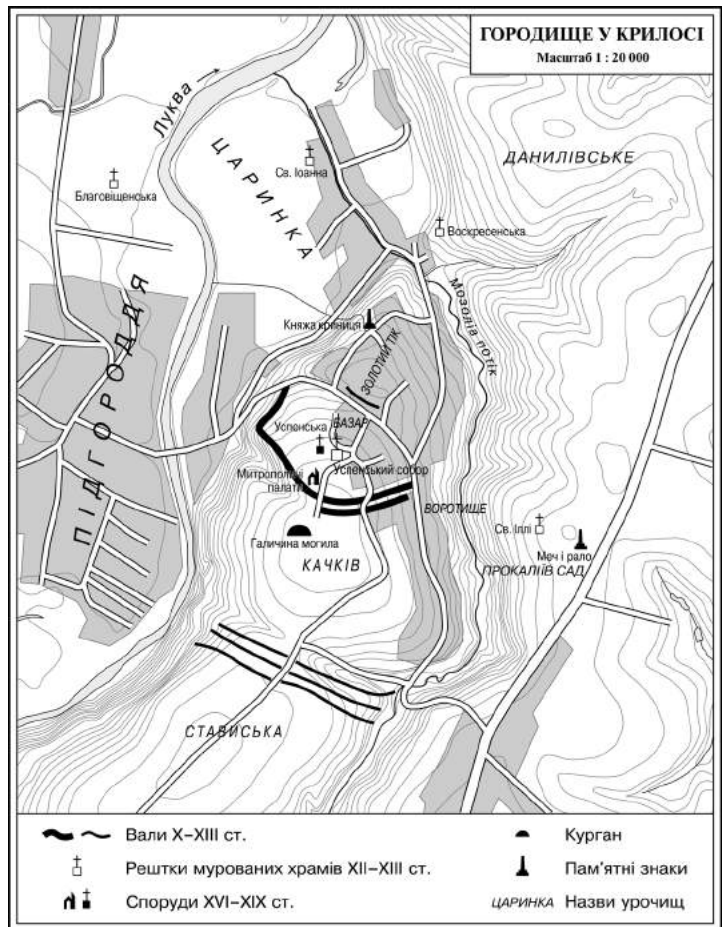 ГОРОДИЩЕ У КРИЛОСІ
Масштаб 1 : 20 000
Луква
ЦАРИНКА
Св. Іоанна
ДАНИЛІВСЬКЕ
Благовіщенська
Воскресенська
ПІДГОРОДДЯ
Мозолів потік
Княжа криниця
ЗОЛОТИЙ ТІК
БАЗАР
Успенська
Успенський собор
Митрополичі
палати
ВОРОТИЩЕ
Св. Іллі
Галичина могила
Меч і рало
КАЧКІВ
ПРОКАЛІЇВ САД
СТАВИСЬКА
Вали X–XIII ст.
Курган
Рештки мурованих храмів XII–XIII ст.
Пам'ятні знаки
Споруди XVI–XIX ст.
ЦАРИНКА Назви урочищ